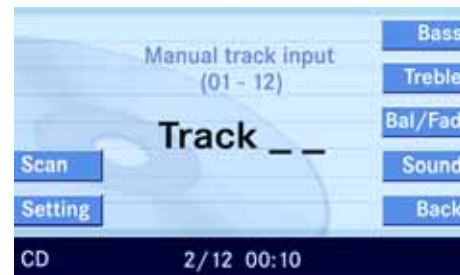 Manual track input
(01 - 12)
Track _ _
Scan
Setting
Bass
Treble
Bal/Fad
Sound
Back
CD
2/12 00:10